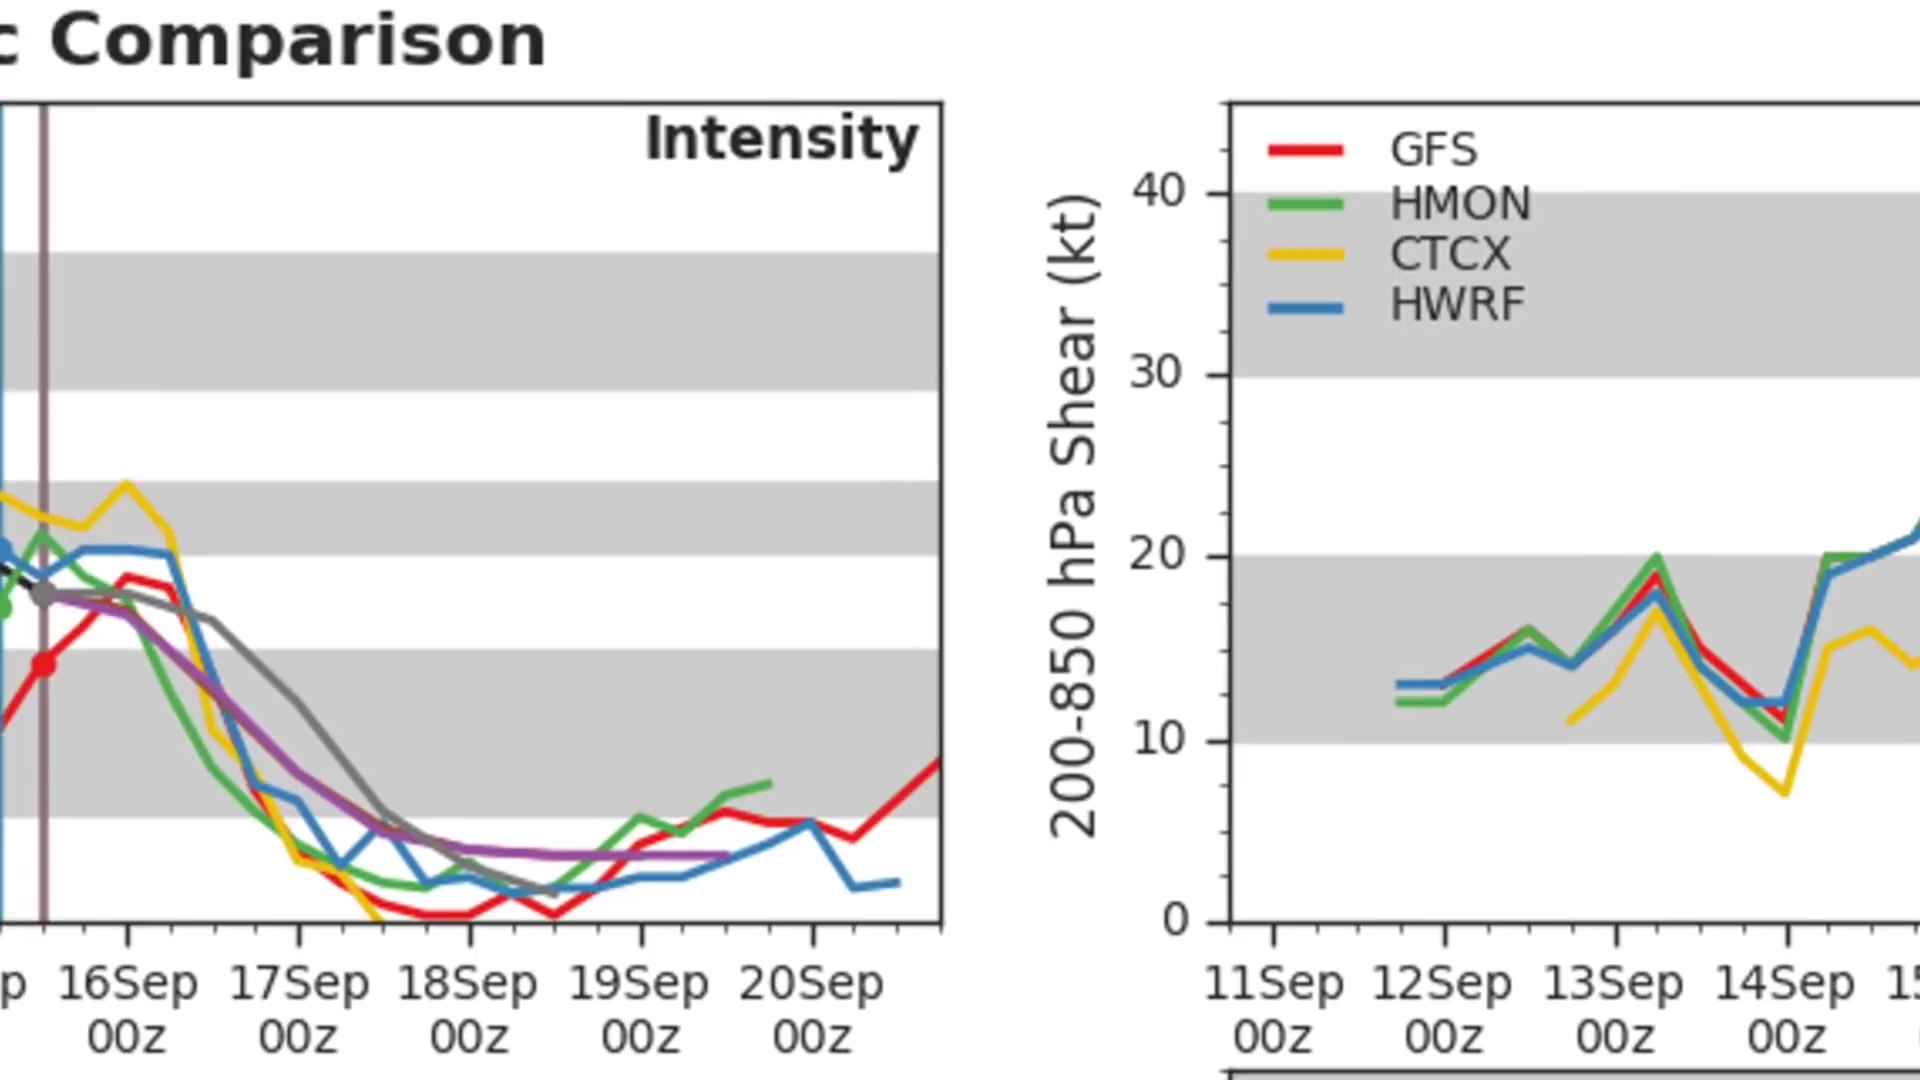 c Comparison
Intensity
p 16Sep 17Sep 18Sep 19Sep 20Sep
00z 00z 00z 00z 00z
200-850 hPa Shear (kt)
GFS
HMON
CTCX
HWRF
40
30
20
10
0
11Sep 12Sep 13Sep 14Sep 15
00z 00z 00z 00z